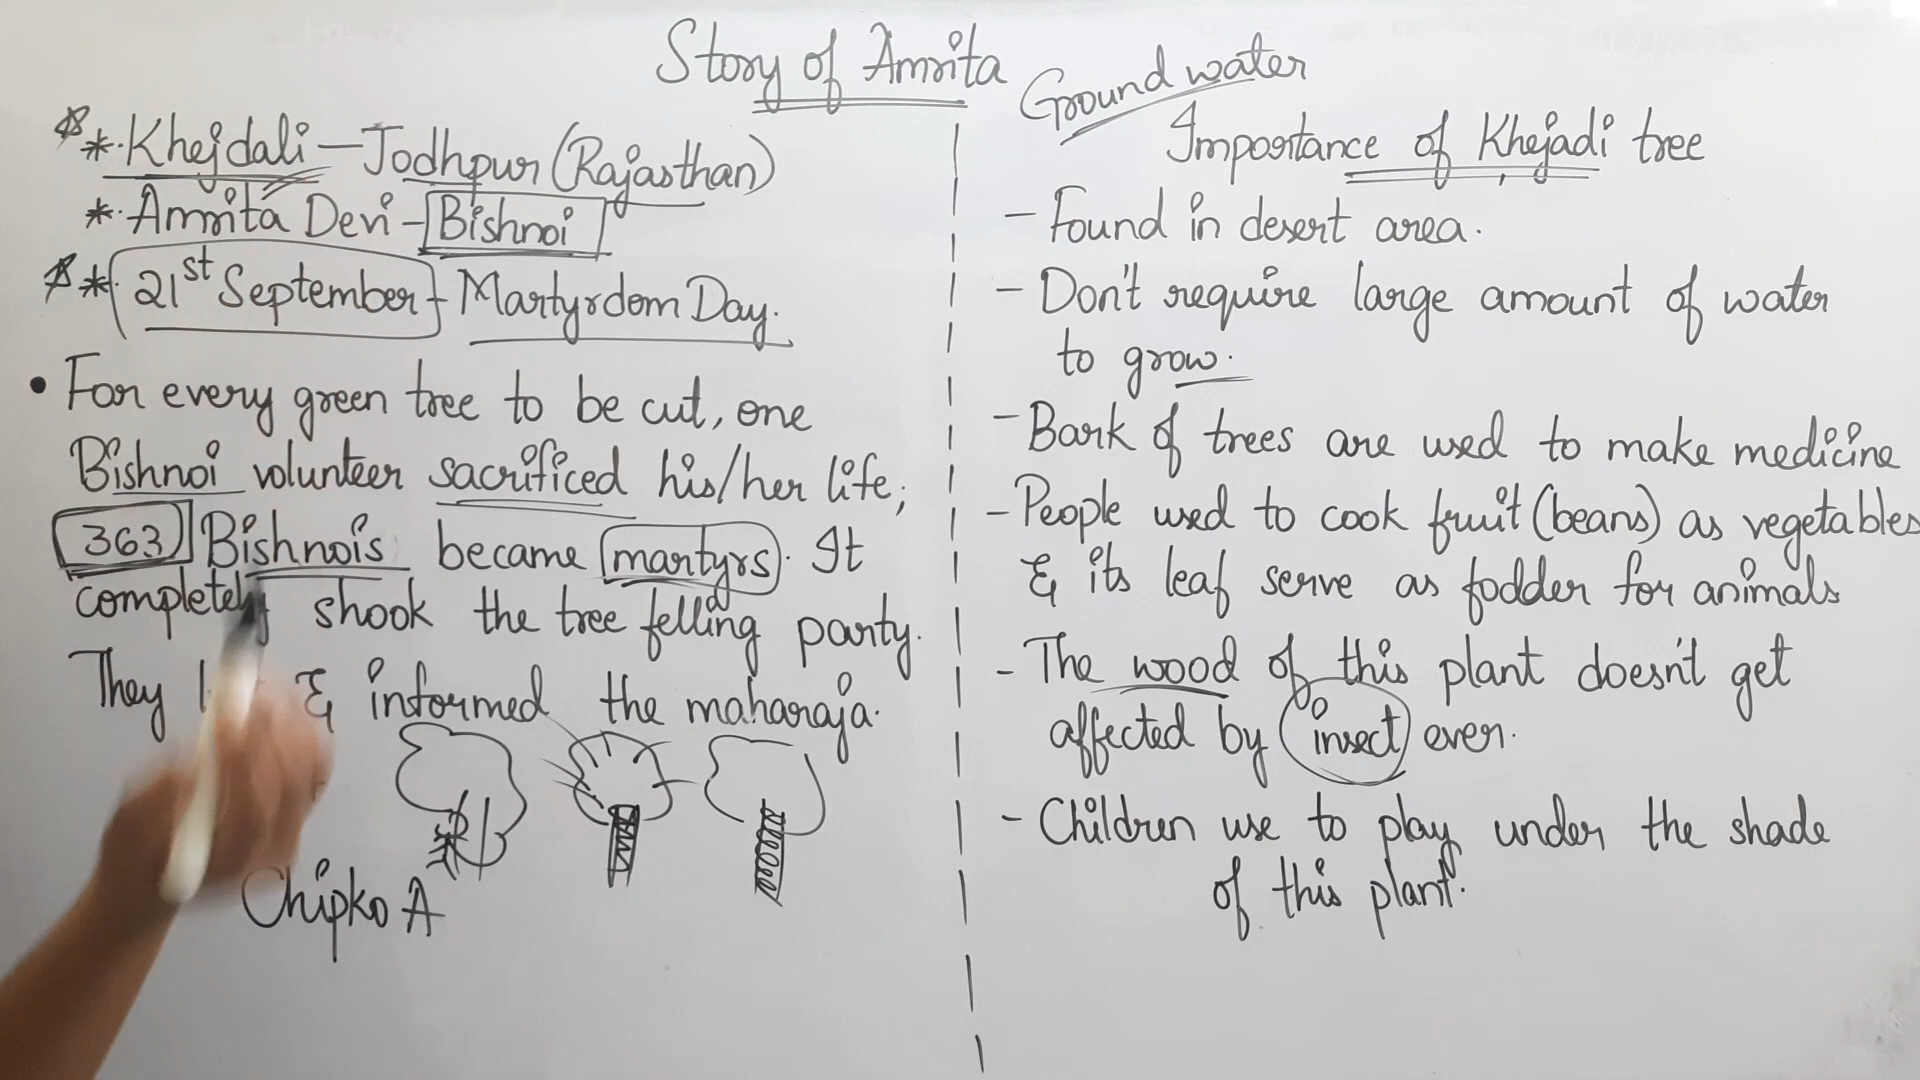 Story of Amrita
* Khejdali - Jodhpur (Rajasthan)
* Amrita Devi - Bishnoi
* 21st September - Martyrdom Day.
• For every green tree to be cut, one
Bishnoi volunteer sacrificed his/her life;
363 Bishnois became martyrs. It
completely shook the tree felling party.
They & informed the maharaja.
Chipko A
Ground water
Importance of Khejadi tree
- Found in desert area.
- Don't require large amount of water
to grow.
- Bark of trees are used to make medicine
- People used to cook fruit (beans) as vegetables
& its leaf serve as fodder for animals
- The wood of this plant doesn't get
affected by insect ever.
- Children use to play under the shade
of this plant.